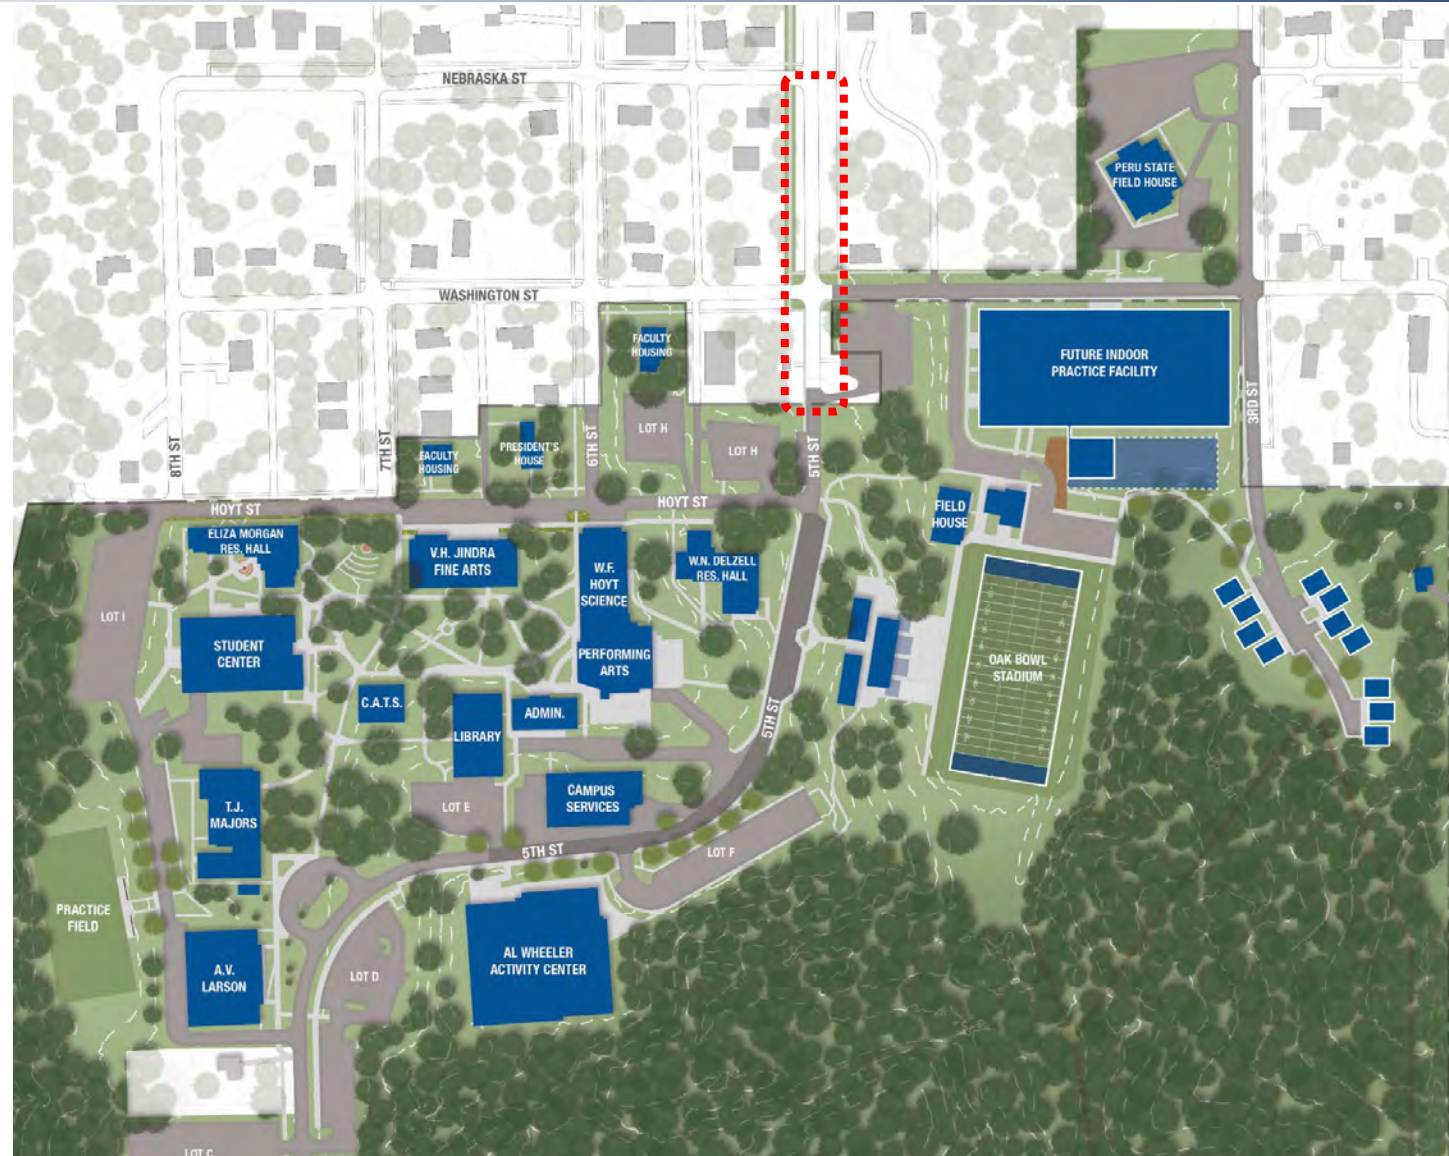 NEBRASKA ST
PERU STATE
FIELD HOUSE
WASHINGTON ST
FACULTY
HOUSING
FUTURE INDOOR
PRACTICE FACILITY
3RD ST
8TH ST
7TH ST
FACULTY
HOUSING
PRESIDENT'S
HOUSE
6TH ST
LOT H
LOT H
5TH ST
HOYT ST
HOYT ST
FIELD
HOUSE
ELIZA MORGAN
RES. HALL
V.H. JINDRA
FINE ARTS
W.F.
HOYT
SCIENCE
W.N. DELZELL
RES. HALL
LOT I
STUDENT
CENTER
PERFORMING
ARTS
OAK BOWL
STADIUM
C.A.T.S.
ADMIN.
LIBRARY
5TH ST
T.J.
MAJORS
LOT E
CAMPUS
SERVICES
5TH ST
LOT F
PRACTICE
FIELD
A.V.
LARSON
LOT D
AL WHEELER
ACTIVITY CENTER
LOT C